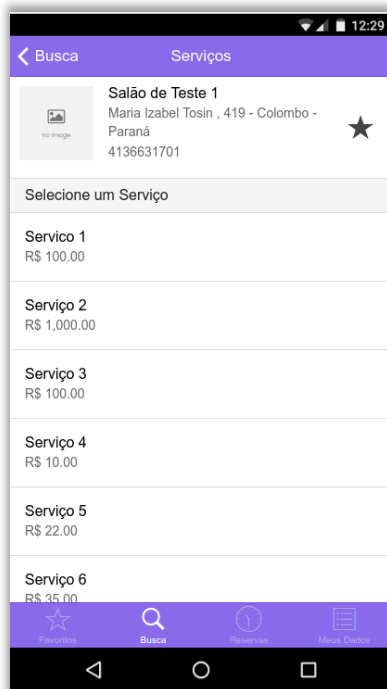 12:29
Busca
Serviços
no image
Salão de Teste 1
Maria Izabel Tosin , 419 - Colombo -
Paraná
4136631701
Selecione um Serviço
Servico 1
R$ 100.00
Serviço 2
R$ 1,000.00
Serviço 3
R$ 100.00
Serviço 4
R$ 10.00
Serviço 5
R$ 22.00
Serviço 6
R$ 35.00
Favoritos
Busca
Reservas
Meus Dados